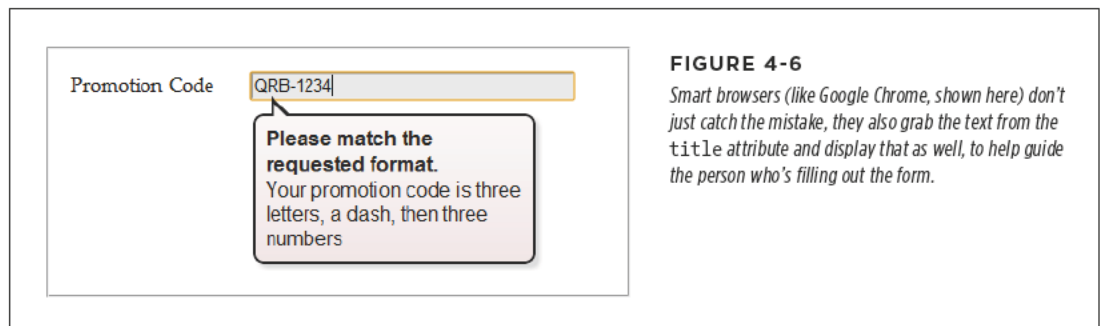 Promotion Code
QRB-1234
Please match the
requested format.
Your promotion code is three
letters, a dash, then three
numbers
FIGURE 4-6
Smart browsers (like Google Chrome, shown here) don't
just catch the mistake, they also grab the text from the
title attribute and display that as well, to help guide
the person who's filling out the form.